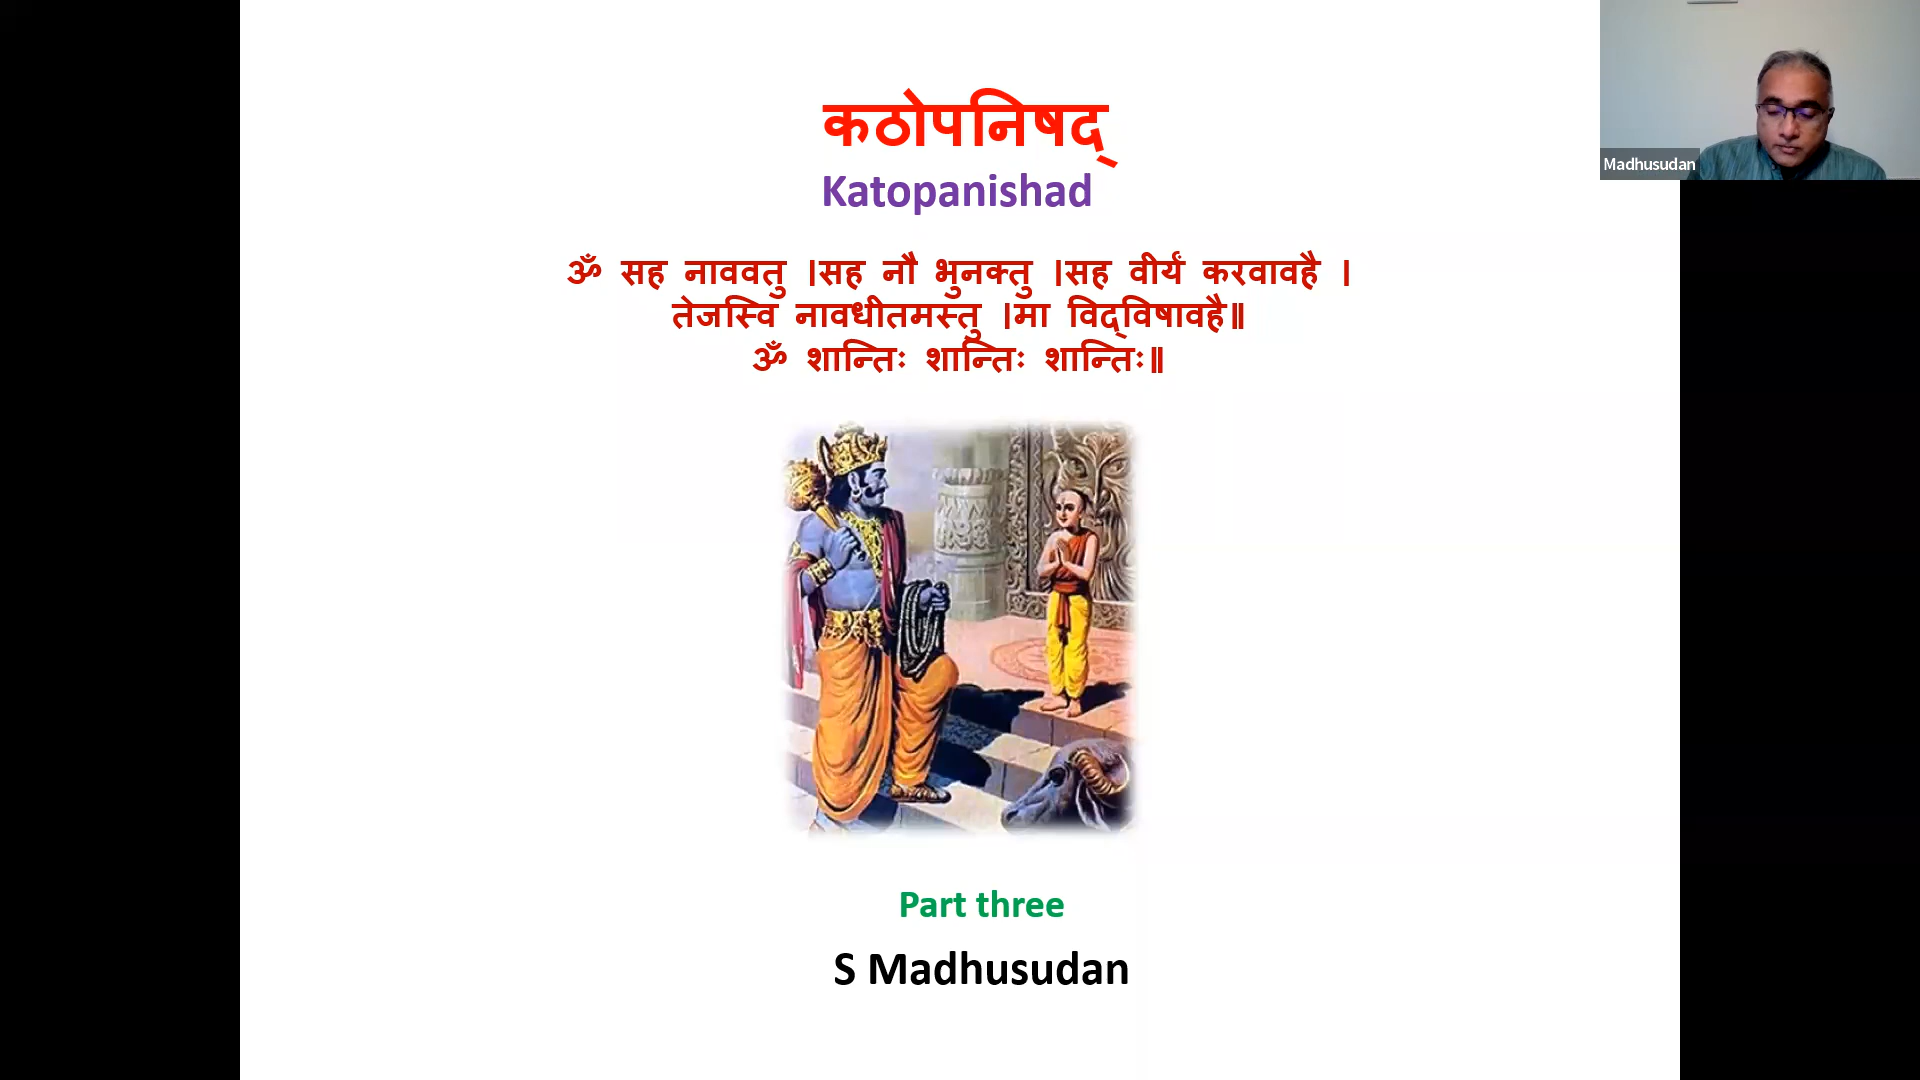 कठोपनिषद्
Katopanishad
ॐ सह नाववतु ।सह नौ भुनक्तु ।सह वीर्यं करवावहै ।
तेजस्वि नावधीतमस्तु ।मा विद्‌विषावहै॥
ॐ शान्तिः शान्तिः शान्तिः॥
Part three
S Madhusudan
Madhusudan